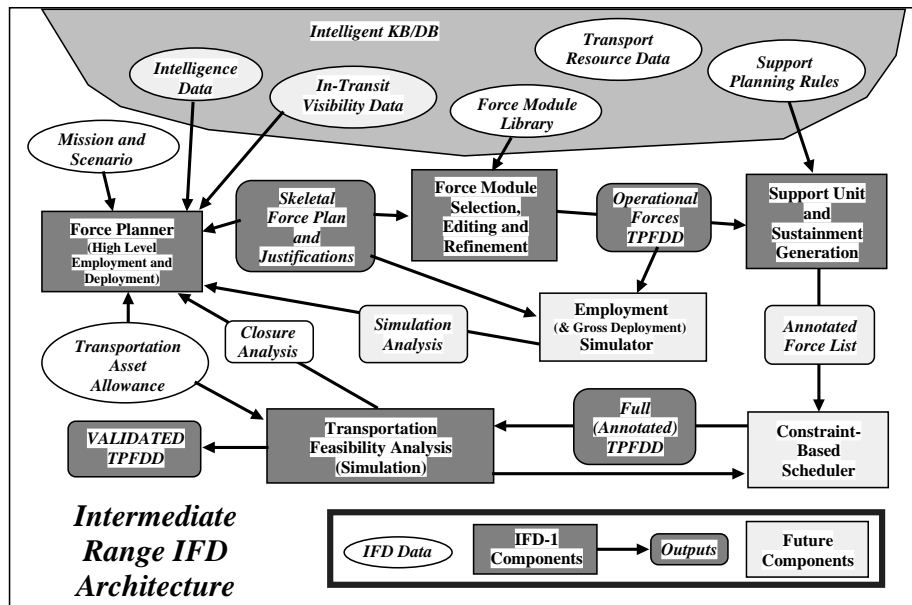 Intelligent KB/DB
Transport
Resource Data
Support
Planning Rules
Intelligence
Data
In-Transit
Visibility Data
Force Module
Library
Mission and
Scenario
Force Planner
(High Level
Employment and
Deployment)
Skeletal
Force Plan
and
Justifications
Force Module
Selection,
Editing and
Refinement
Operational
Forces
TPFDD
Support Unit
and
Sustainment
Generation
Employment
(& Gross Deployment)
Simulator
Simulation
Analysis
Closure
Analysis
Annotated
Force List
Transportation
Asset
Allowance
VALIDATED
TPFDD
Transportation
Feasibility Analysis
(Simulation)
Full
(Annotated)
TPFDD
Constraint-
Based
Scheduler
Intermediate
Range IFD
Architecture
IFD Data
IFD-1
Components
Outputs
Future
Components